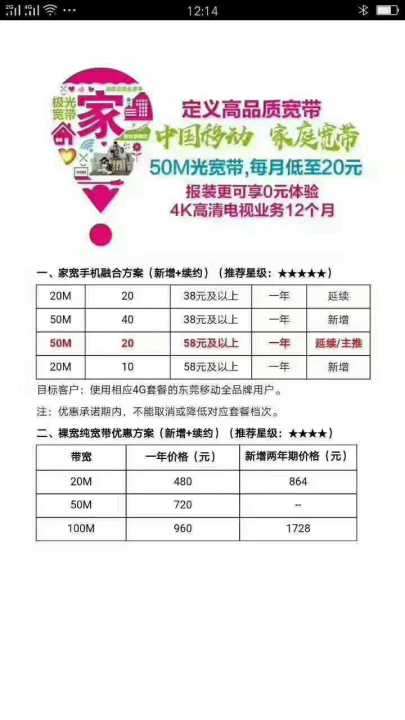 2G 4G ... 12:14
极光
宽带
家
定义高品质宽带
中国移动 家庭宽带
50M光宽带,每月低至20元
报装更可享0元体验
4K高清电视业务12个月
一、家宽手机融合方案（新增+续约）（推荐星级：★★★★★）
20M 20 38元及以上 一年 延续
50M 40 38元及以上 一年 新增
50M 20 58元及以上 一年 延续/主推
20M 10 58元及以上 一年 新增
目标客户：使用相应4G套餐的东莞移动全品牌用户。
注：优惠承诺期内，不能取消或降低对应套餐档次。
二、裸宽纯宽带优惠方案（新增+续约）（推荐星级：★★★★）
带宽 一年价格（元） 新增两年期价格（元）
20M 480 864
50M 720 --
100M 960 1728